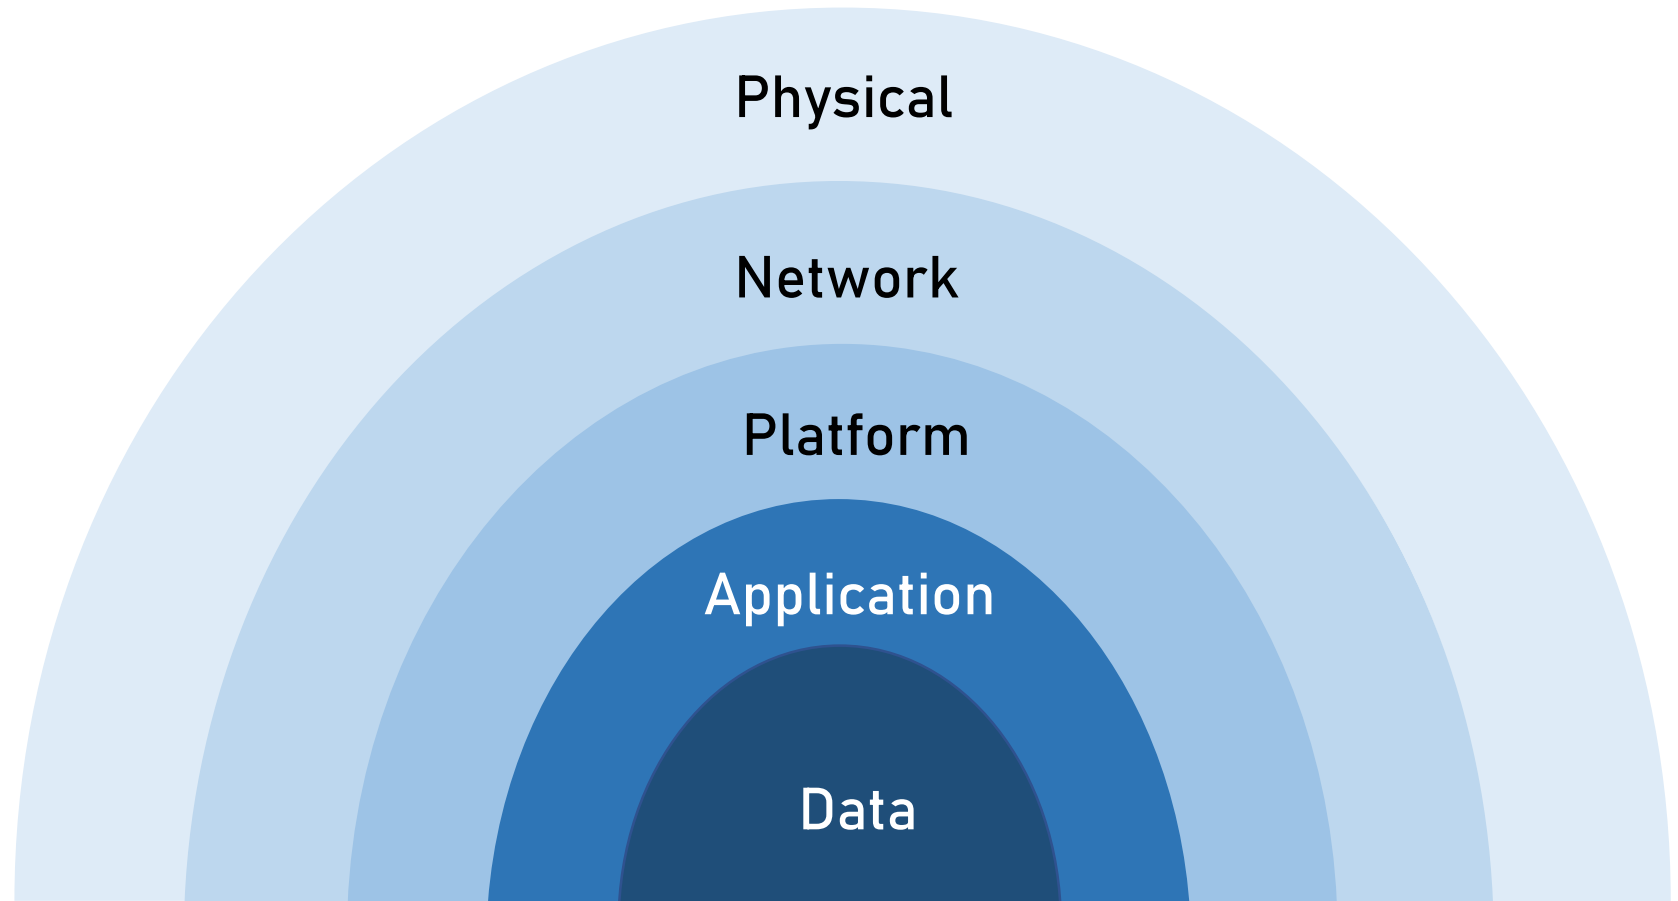 Physical
Network
Platform
Application
Data